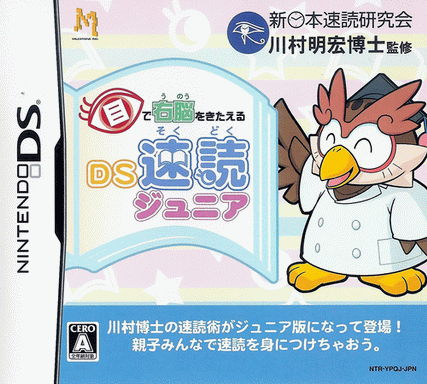 新日本速読研究会
川村明宏博士監修
目で右脳をきたえる
うのう
そくどく
DS速読
ジュニア
NINTENDO DS
川村博士の速読術がジュニア版になって登場!
親子みんなで速読を身につけちゃおう。
CERO
A
NTR-YPQJ-JPN